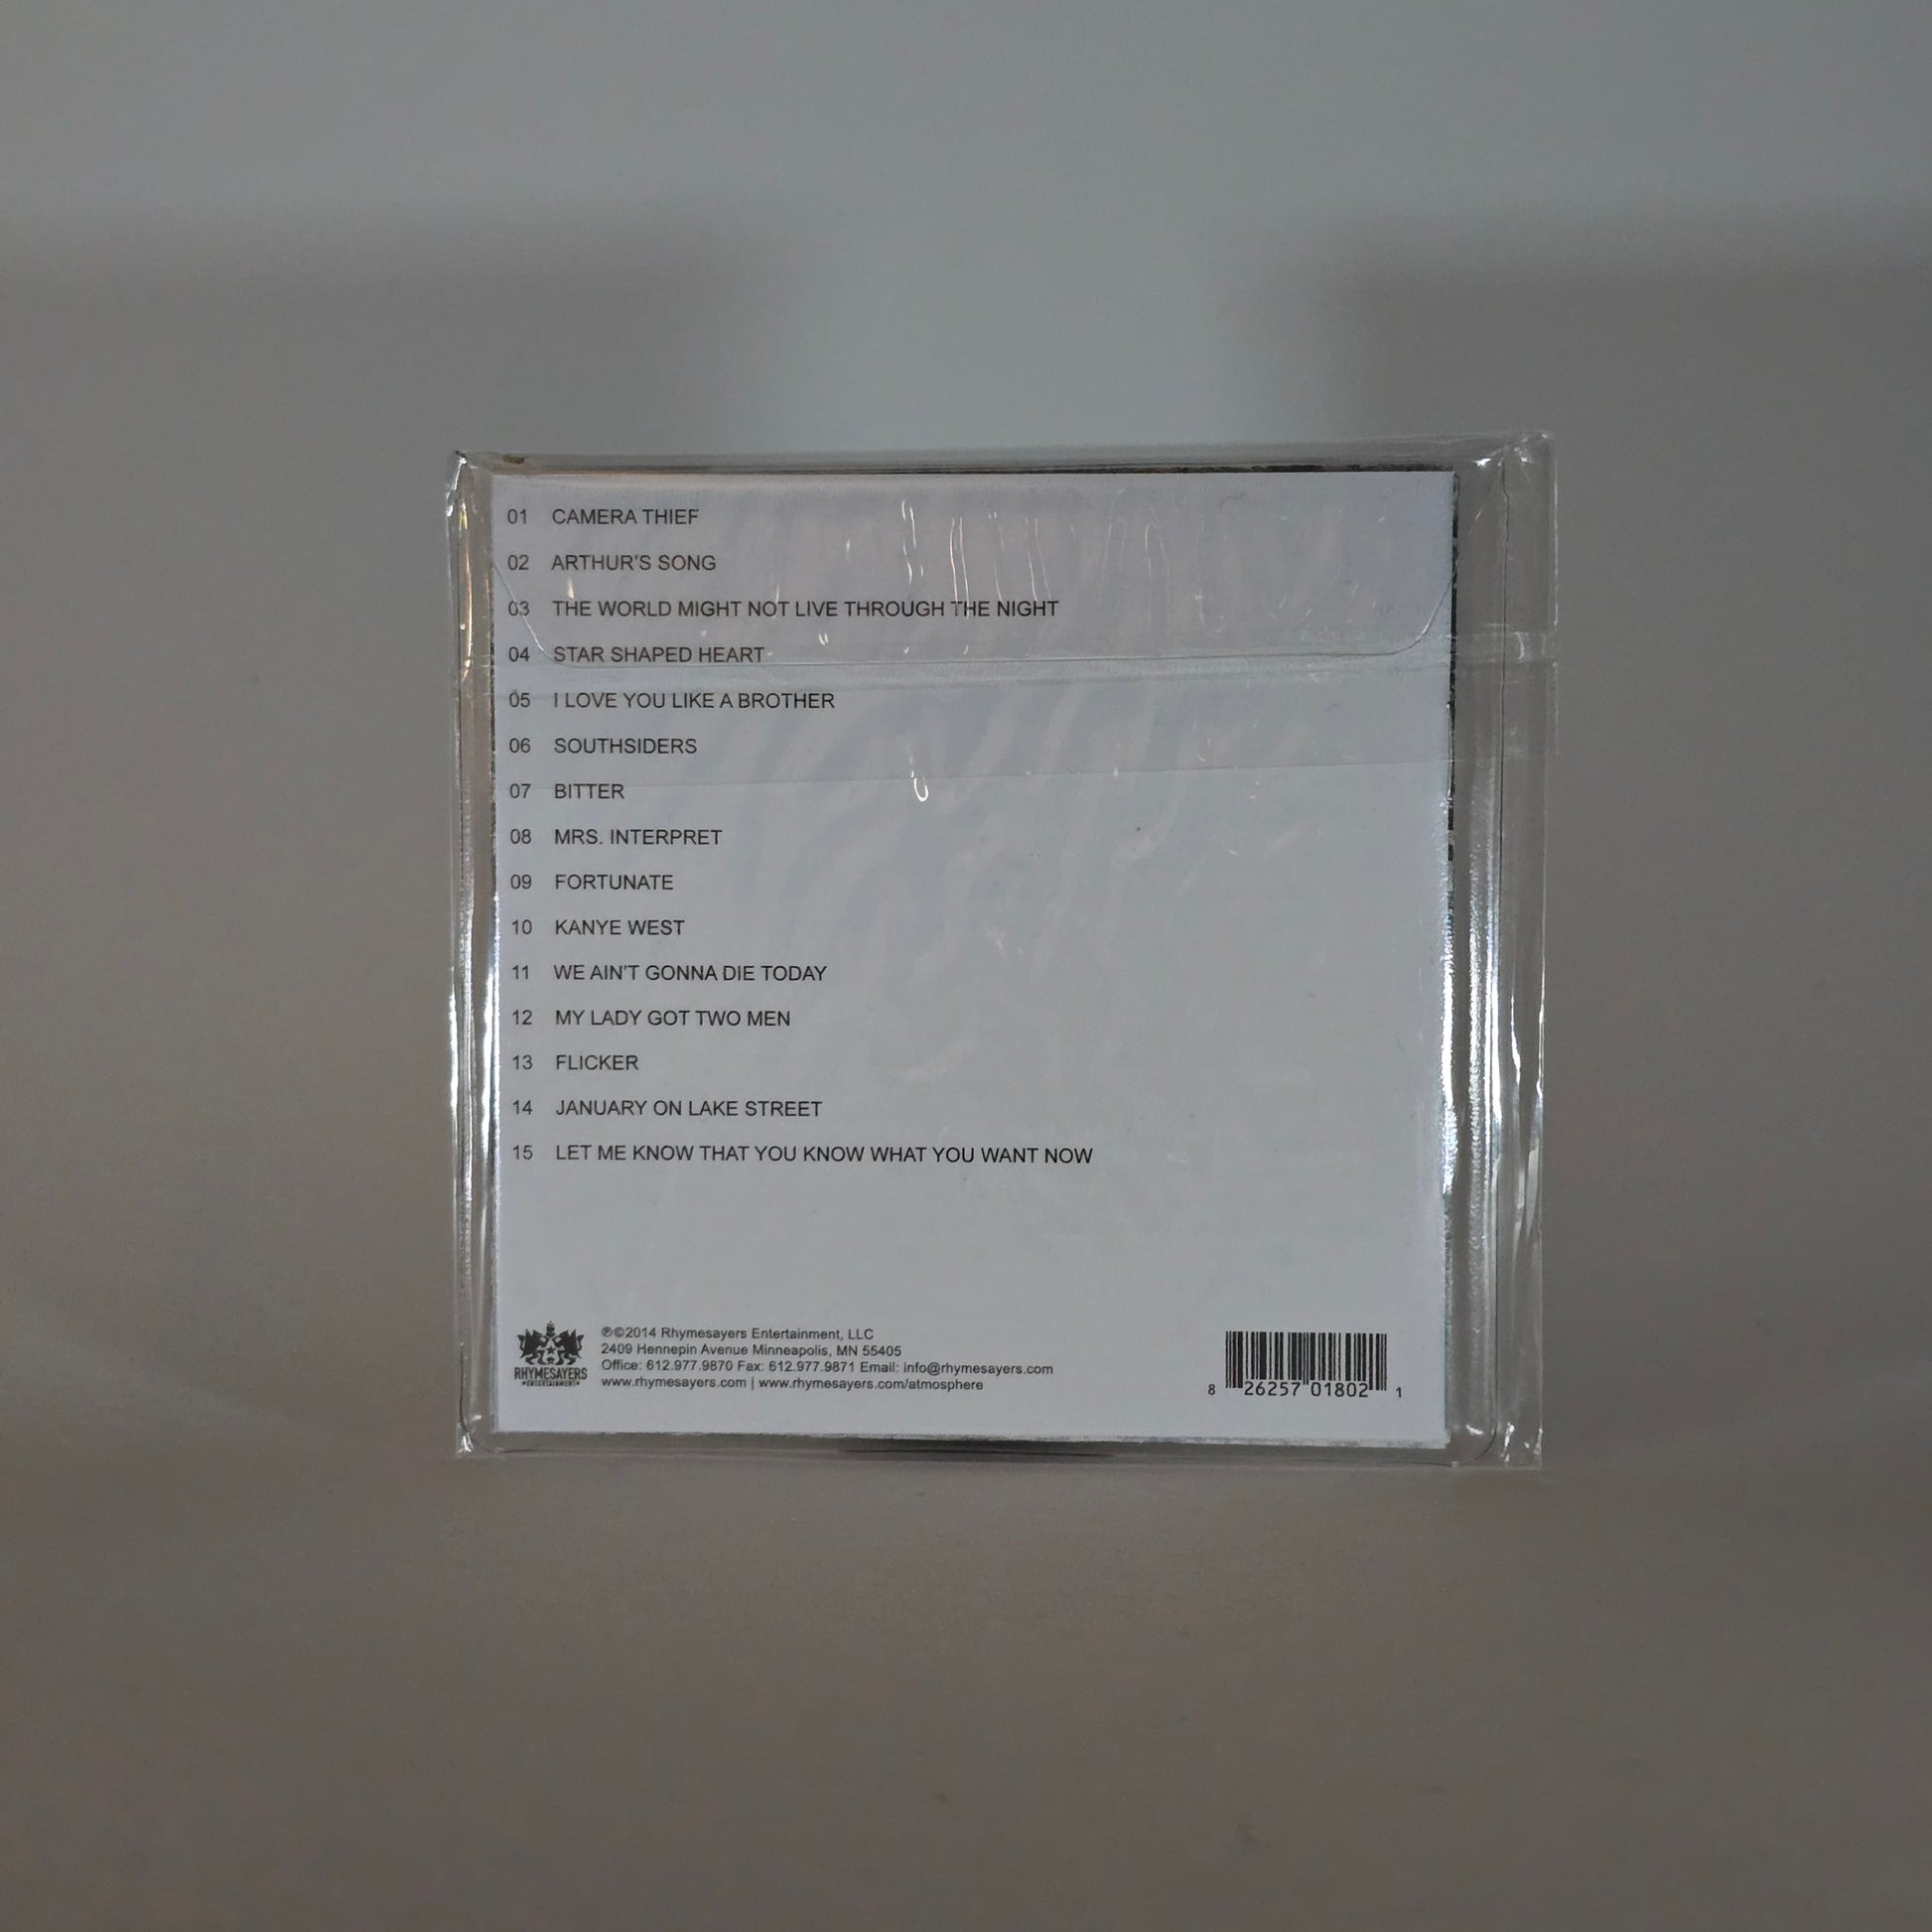 01 CAMERA THIEF
02 ARTHUR'S SONG
03 THE WORLD MIGHT NOT LIVE THROUGH THE NIGHT
04 STAR SHAPED HEART
05 I LOVE YOU LIKE A BROTHER
06 SOUTHSIDERS
07 BITTER
08 MRS. INTERPRET
09 FORTUNATE
10 KANYE WEST
11 WE AIN'T GONNA DIE TODAY
12 MY LADY GOT TWO MEN
13 FLICKER
14 JANUARY ON LAKE STREET
15 LET ME KNOW THAT YOU KNOW WHAT YOU WANT NOW
RHYMESAYERS
ENTERTAINMENT
℗©2014 Rhymesayers Entertainment, LLC
2409 Hennepin Avenue Minneapolis, MN 55405
Office: 612.977.9870 Fax: 612.977.9871 Email: info@rhymesayers.com
www.rhymesayers.com | www.rhymesayers.com/atmosphere
8 26257 01802 1